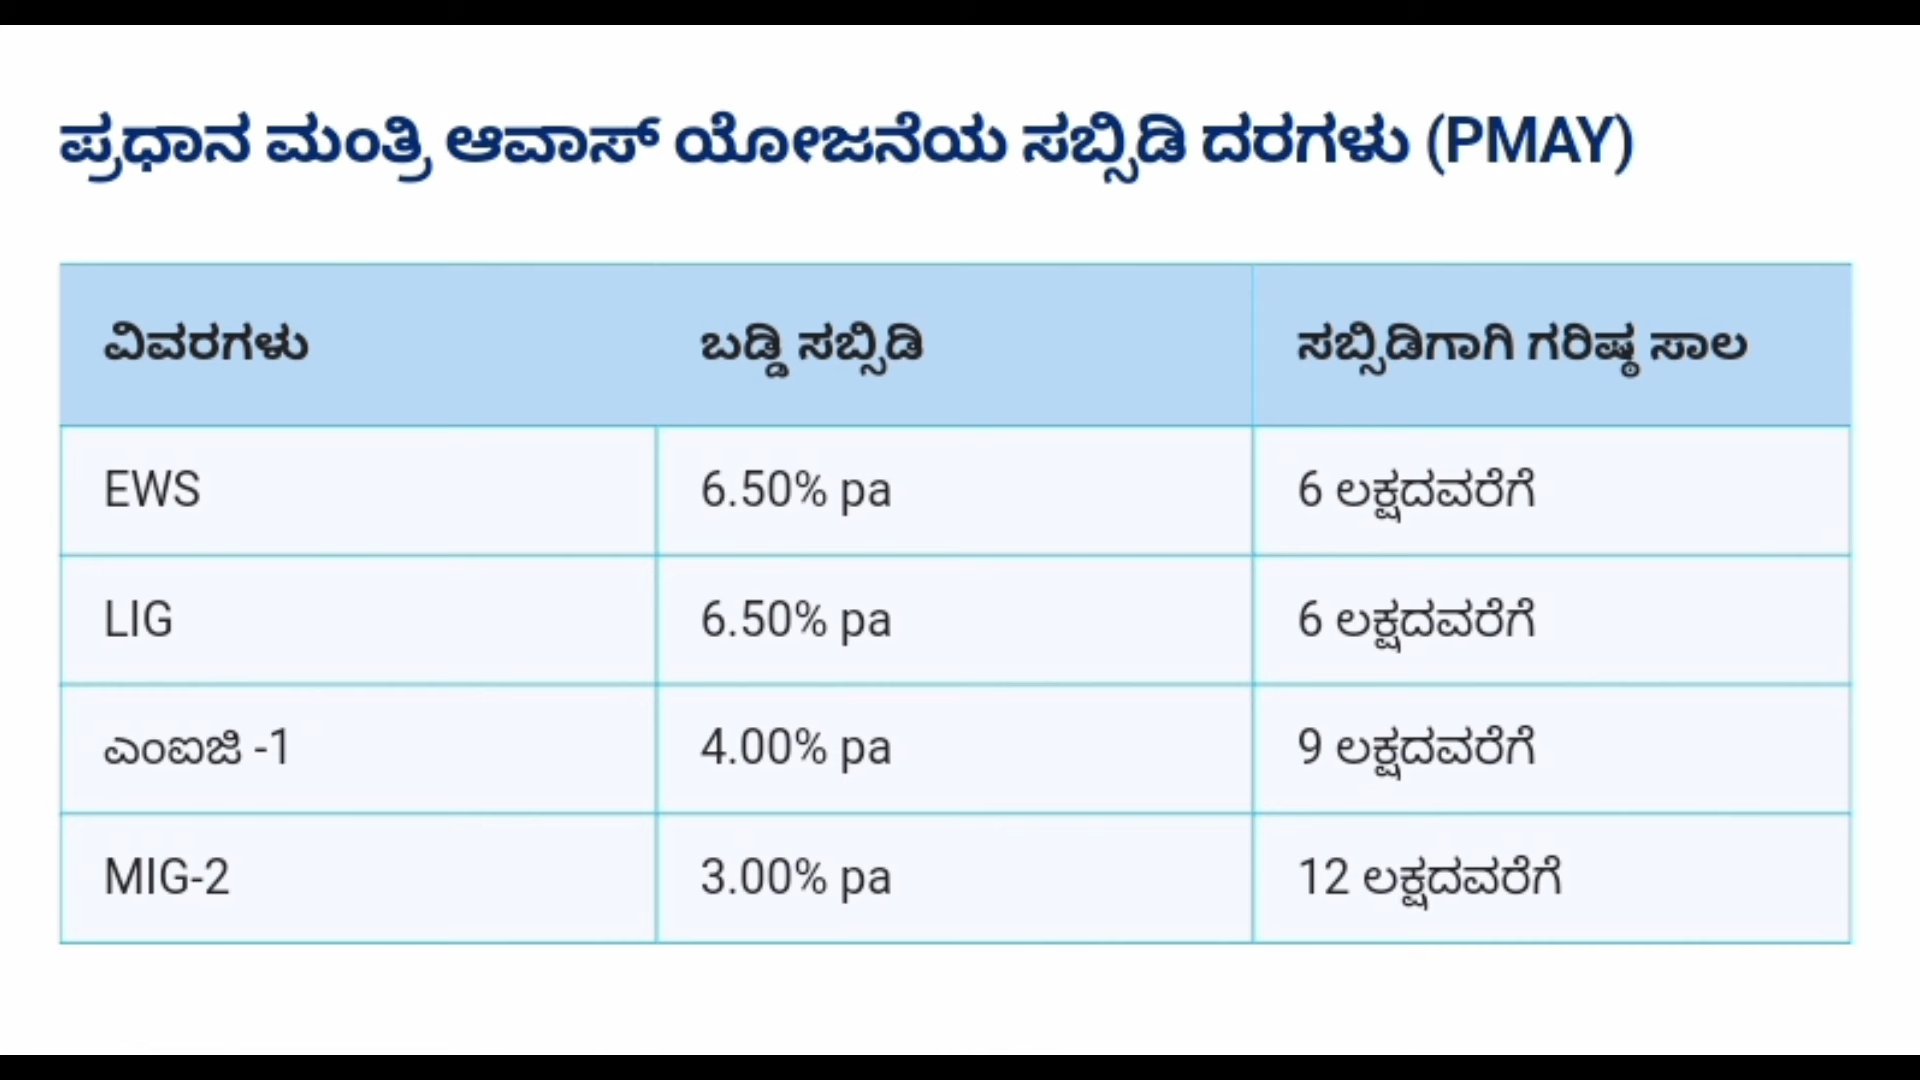 ಪ್ರಧಾನ ಮಂತ್ರಿ ಆವಾಸ್ ಯೋಜನೆಯ ಸಬ್ಸಿಡಿ ದರಗಳು (PMAY)
ವಿವರಗಳು ಬಡ್ಡಿ ಸಬ್ಸಿಡಿ ಸಬ್ಸಿಡಿಗಾಗಿ ಗರಿಷ್ಠ ಸಾಲ
EWS 6.50% pa 6 ಲಕ್ಷದವರೆಗೆ
LIG 6.50% pa 6 ಲಕ್ಷದವರೆಗೆ
ಎಂಐಜಿ -1 4.00% pa 9 ಲಕ್ಷದವರೆಗೆ
MIG-2 3.00% pa 12 ಲಕ್ಷದವರೆಗೆ